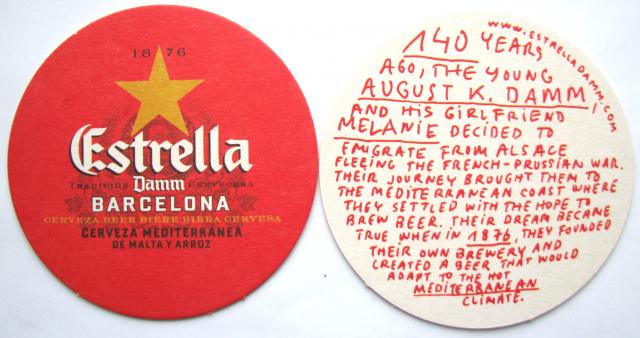 1876
Estrella
TRADICIÓN Damm CERVECERA
BARCELONA
CERVEZA BEER BIÈRE BIRRA CERVESA
CERVEZA MEDITERRÁNEA
DE MALTA Y ARROZ
WWW.ESTRELLADAMM.COM
140 YEARS
AGO, THE YOUNG
AUGUST K. DAMM
AND HIS GIRLFRIEND
MELANIE DECIDED TO
EMIGRATE FROM ALSACE
FLEEING THE FRENCH-PRUSSIAN WAR.
THEIR JOURNEY BROUGHT THEM TO
THE MEDITERRANEAN COAST WHERE
THEY SETTLED WITH THE HOPE TO
BREW BEER. THEIR DREAM BECAME
TRUE WHEN IN 1876, THEY FOUNDED
THEIR OWN BREWERY AND
CREATED A BEER THAT WOULD
ADAPT TO THE HOT
MEDITERRANEAN
CLIMATE.